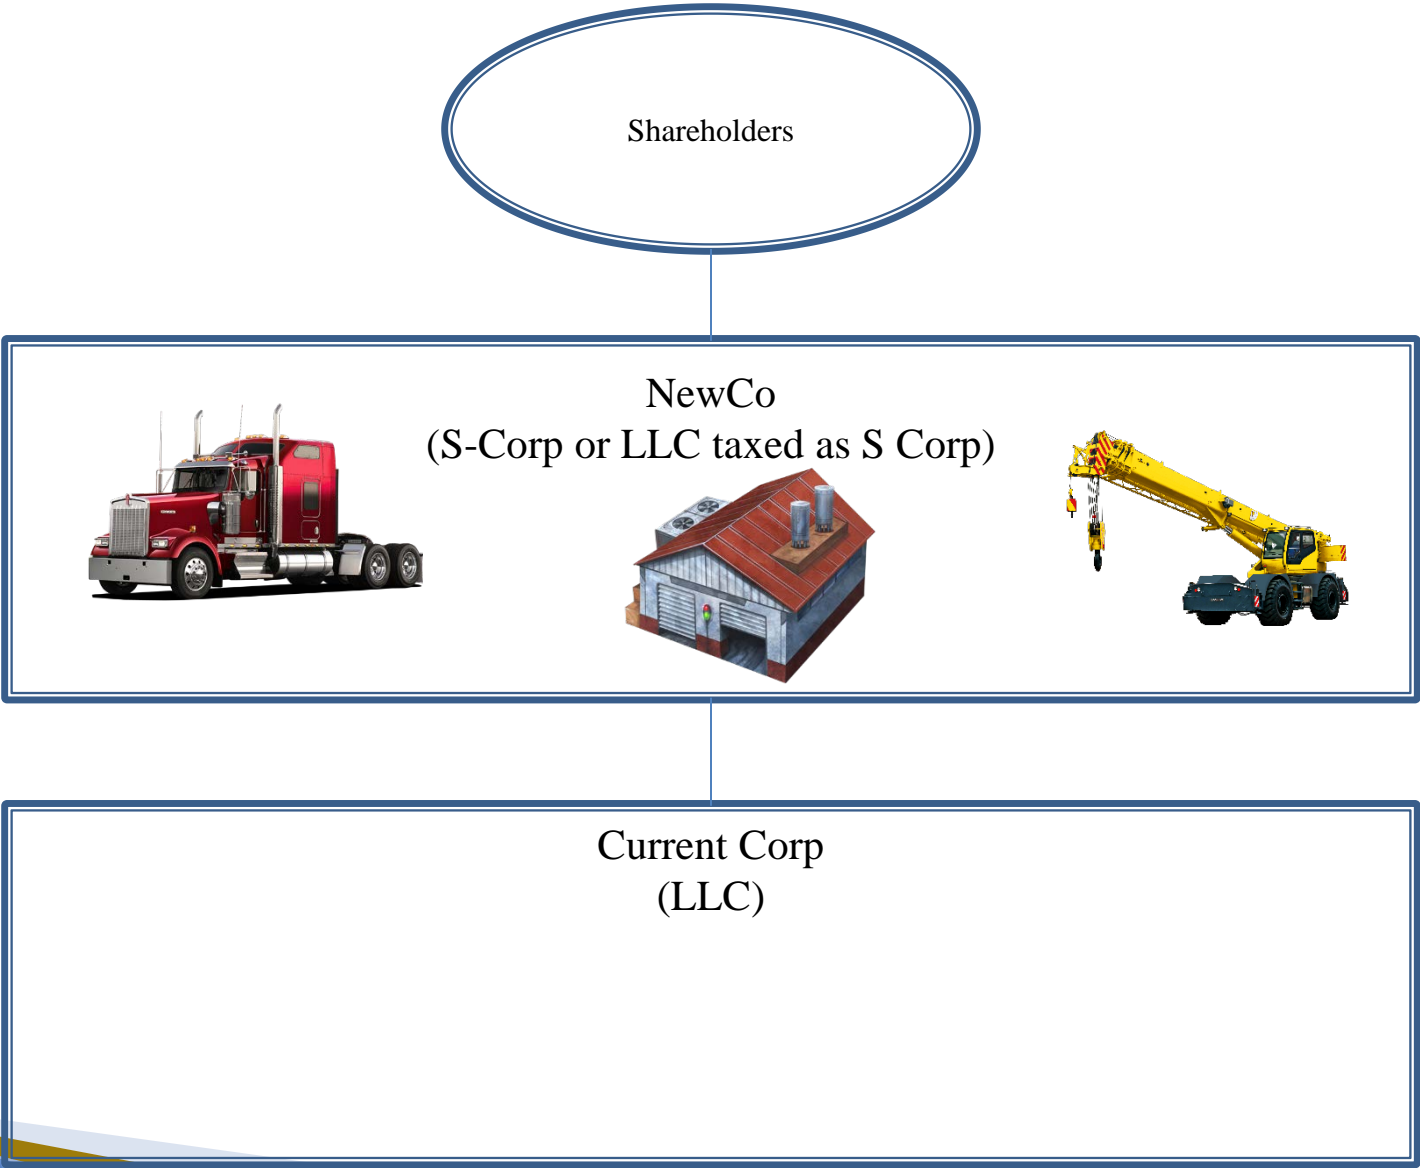 Shareholders
NewCo
(S-Corp or LLC taxed as S Corp)
Current Corp
(LLC)